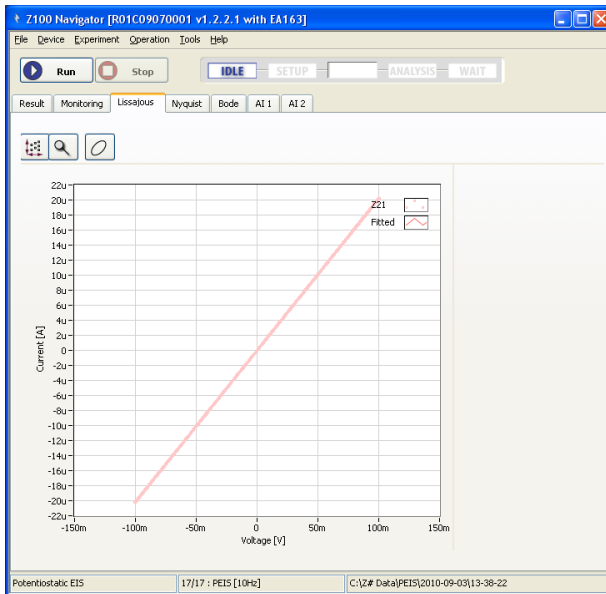 Z100 Navigator [R01C09070001 v1.2.2.1 with EA163]
File Device Experiment Operation Tools Help
Run Stop IDLE SETUP ANALYSIS WAIT
Result Monitoring Lissajous Nyquist Bode AI 1 AI 2
Z21
Fitted
22u
20u
18u
16u
14u
12u
10u
8u
6u
4u
2u
0
-2u
-4u
-6u
-8u
-10u
-12u
-14u
-16u
-18u
-20u
-22u
Current [A]
-150m -100m -50m 0 50m 100m 150m
Voltage [V]
Potentiostatic EIS 17/17 : PEIS [10Hz] C:\Z# Data\PEIS\2010-09-03\13-38-22